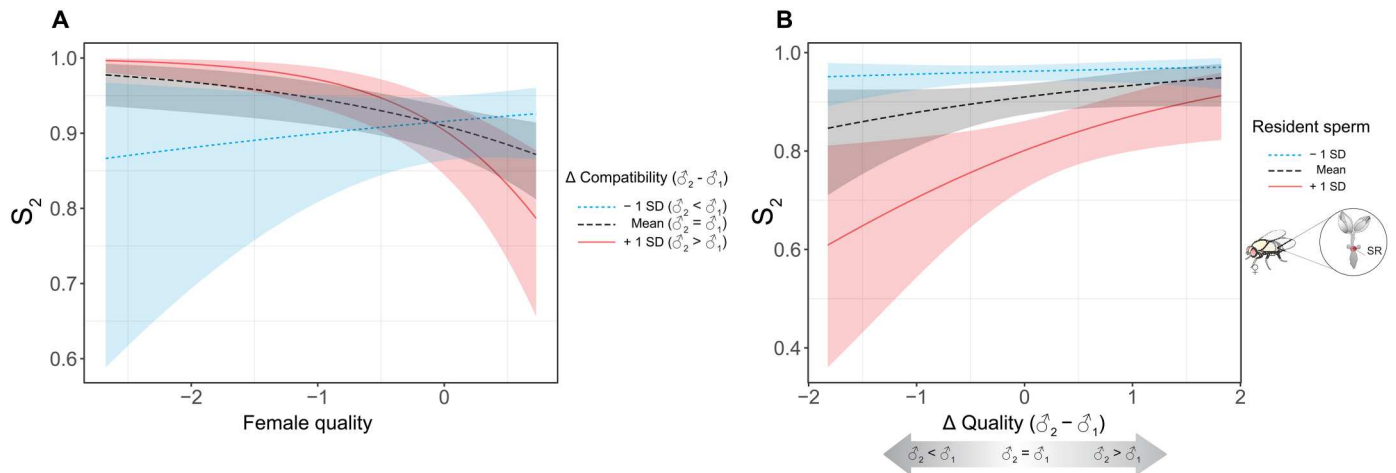 A
S2
1.0
0.9
0.8
0.7
0.6
−2
−1
0
Female quality
Δ Compatibility (♂2 - ♂1)
− 1 SD (♂2 < ♂1)
Mean (♂2 = ♂1)
+ 1 SD (♂2 > ♂1)
B
S2
1.0
0.8
0.6
0.4
−2
−1
0
1
2
Δ Quality (♂2 − ♂1)
♂2 < ♂1
♂2 = ♂1
♂2 > ♂1
Resident sperm
− 1 SD
Mean
+ 1 SD
SR
♀